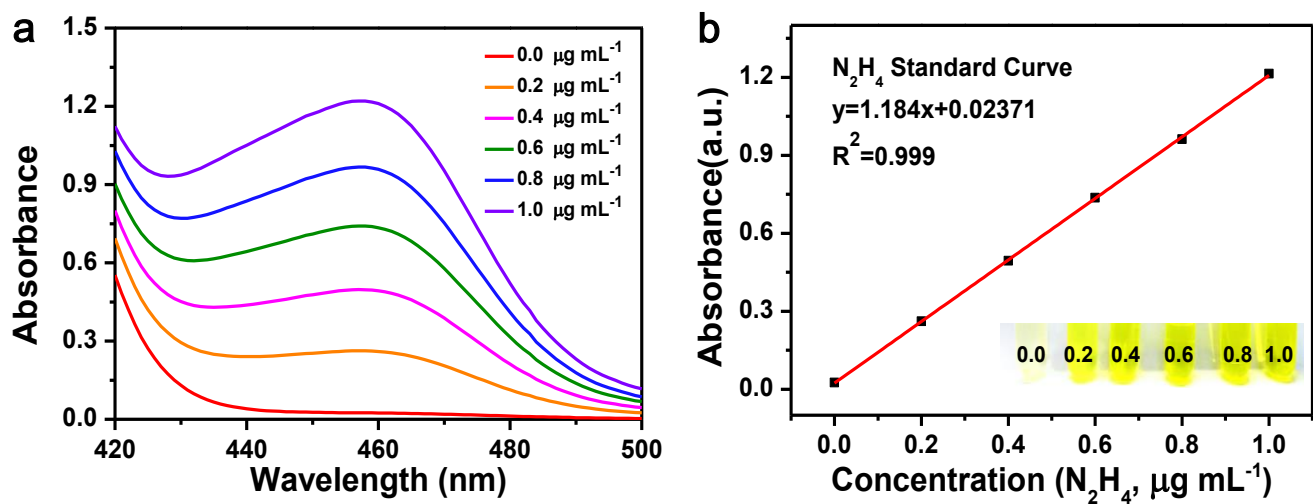 a
1.5
1.2
0.9
0.6
0.3
0.0
Absorbance
420 440 460 480 500
Wavelength (nm)
0.0 μg mL⁻¹
0.2 μg mL⁻¹
0.4 μg mL⁻¹
0.6 μg mL⁻¹
0.8 μg mL⁻¹
1.0 μg mL⁻¹
b
N₂H₄ Standard Curve
y=1.184x+0.02371
R²=0.999
1.2
0.9
0.6
0.3
0.0
Absorbance(a.u.)
0.0 0.2 0.4 0.6 0.8 1.0
0.0 0.2 0.4 0.6 0.8 1.0
Concentration (N₂H₄, μg mL⁻¹)